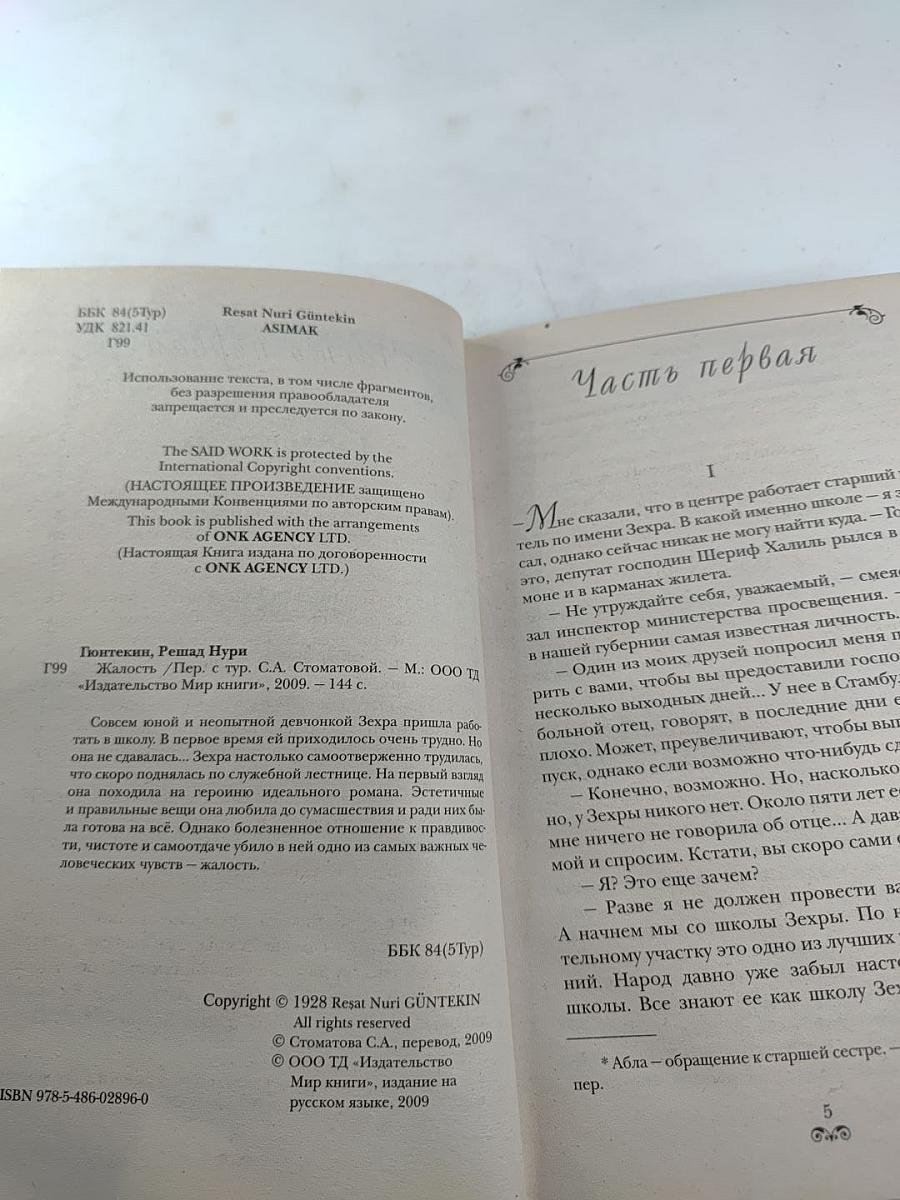 ББК 84(5Тур)
УДК 821.41
Г99
Reşat Nuri Güntekin
ASIMAK
Использование текста, в том числе фрагментов,
без разрешения правообладателя
запрещается и преследуется по закону.
The SAID WORK is protected by the
International Copyright conventions.
(НАСТОЯЩЕЕ ПРОИЗВЕДЕНИЕ защищено
Международными Конвенциями по авторским правам).
This book is published with the arrangements
of ONK AGENCY LTD.
(Настоящая Книга издана по договоренности
с ONK AGENCY LTD.)
Гюнтекин, Решад Нури
Г99 Жалость /Пер. с тур. С.А. Стоматовой. – М.: ООО ТД
«Издательство Мир книги», 2009. – 144 с.
Совсем юной и неопытной девчонкой Зехра пришла рабо-
тать в школу. В первое время ей приходилось очень трудно. Но
она не сдавалась... Зехра настолько самоотверженно трудилась,
что скоро поднялась по служебной лестнице. На первый взгляд
она походила на героиню идеального романа. Эстетичные
и правильные вещи она любила до сумасшествия и ради них бы-
ла готова на всё. Однако болезненное отношение к правдивос-
ти, чистоте и самоотдаче убило в ней одно из самых важных че-
ловеческих чувств – жалость.
ББК 84(5Тур)
Copyright © 1928 Reşat Nuri GÜNTEKIN
All rights reserved
© Стоматова С.А., перевод, 2009
© ООО ТД «Издательство
Мир книги», издание на
русском языке, 2009
ISBN 978-5-486-02896-0
Часть первая
I
– Мне сказали, что в центре работает старший
тель по имени Зехра. В какой именно школе – я з
сал, однако сейчас никак не могу найти куда. – Го
это, депутат господин Шериф Халиль рылся в
моне и в карманах жилета.
– Не утруждайте себя, уважаемый, – смеяс
зал инспектор министерства просвещения. –
в нашей губернии самая известная личность.
– Один из моих друзей попросил меня п
рить с вами, чтобы вы предоставили госпо
несколько выходных дней... У нее в Стамбу
больной отец, говорят, в последние дни е
плохо. Может, преувеличивают, чтобы вып
пуск, однако если возможно что-нибудь сд
– Конечно, возможно. Но, насколько
но, у Зехры никого нет. Около пяти лет
мне ничего не говорила об отце... А дав
мой и спросим. Кстати, вы скоро сами
– Я? Это еще зачем?
– Разве я не должен провести ва
А начнем мы со школы Зехры. По н
тельному участку это одно из лучших
ний. Народ давно уже забыл насто
школы. Все знают ее как школу Зех
* Абла – обращение к старшей сестре. –
пер.
5